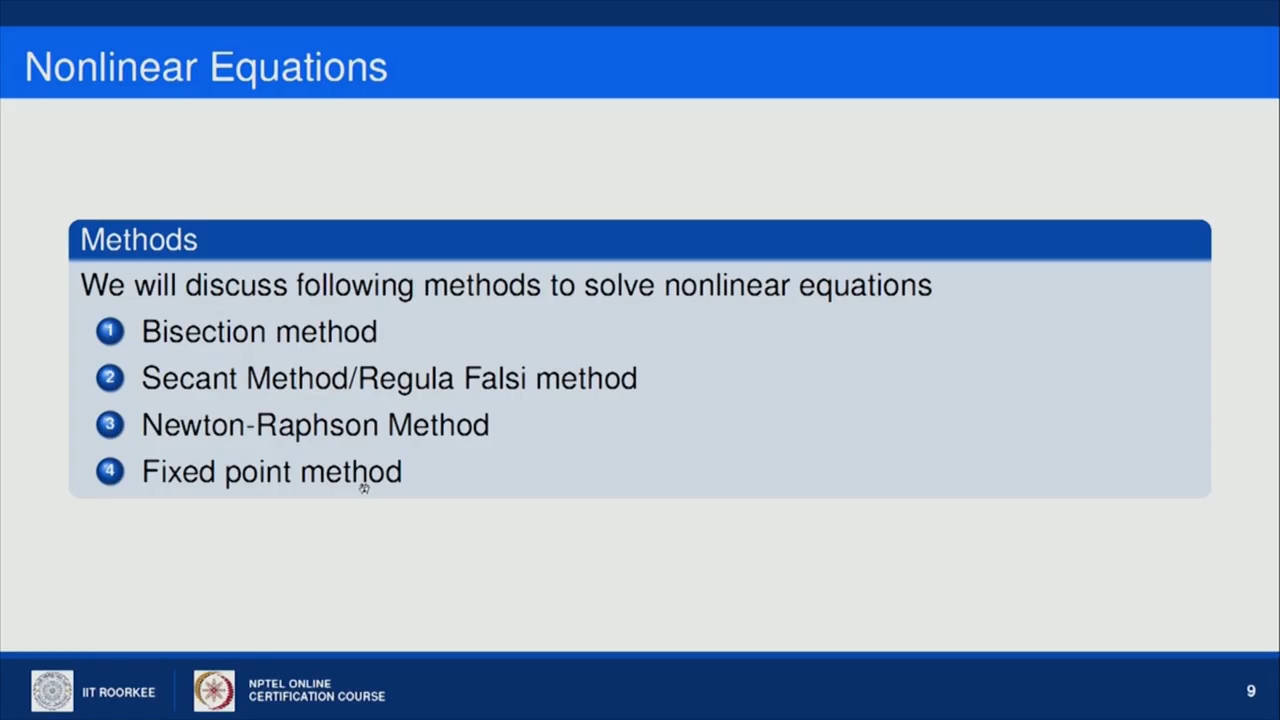 Nonlinear Equations
Methods
We will discuss following methods to solve nonlinear equations
1 Bisection method
2 Secant Method/Regula Falsi method
3 Newton-Raphson Method
4 Fixed point method
IIT ROORKEE
NPTEL ONLINE
CERTIFICATION COURSE
9